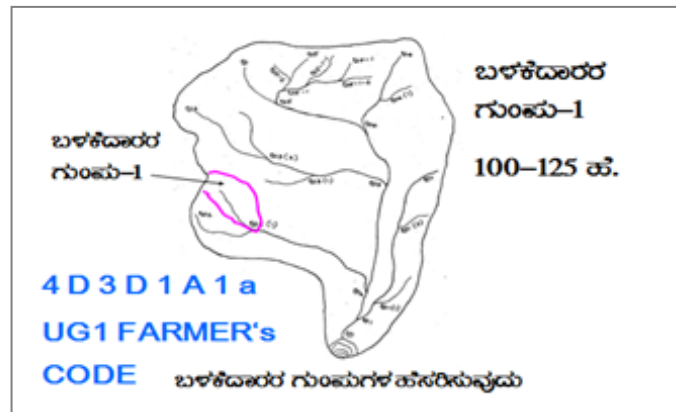 ಬಳಕೆದಾರರ
ಗುಂಪು–1
100–125 ಹೆ.
ಬಳಕೆದಾರರ
ಗುಂಪು–1
4 D 3 D 1 A 1 a
UG1 FARMER's
CODE
ಬಳಕೆದಾರರ ಗುಂಪುಗಳ ಹೆಸರಿಸುವುದು